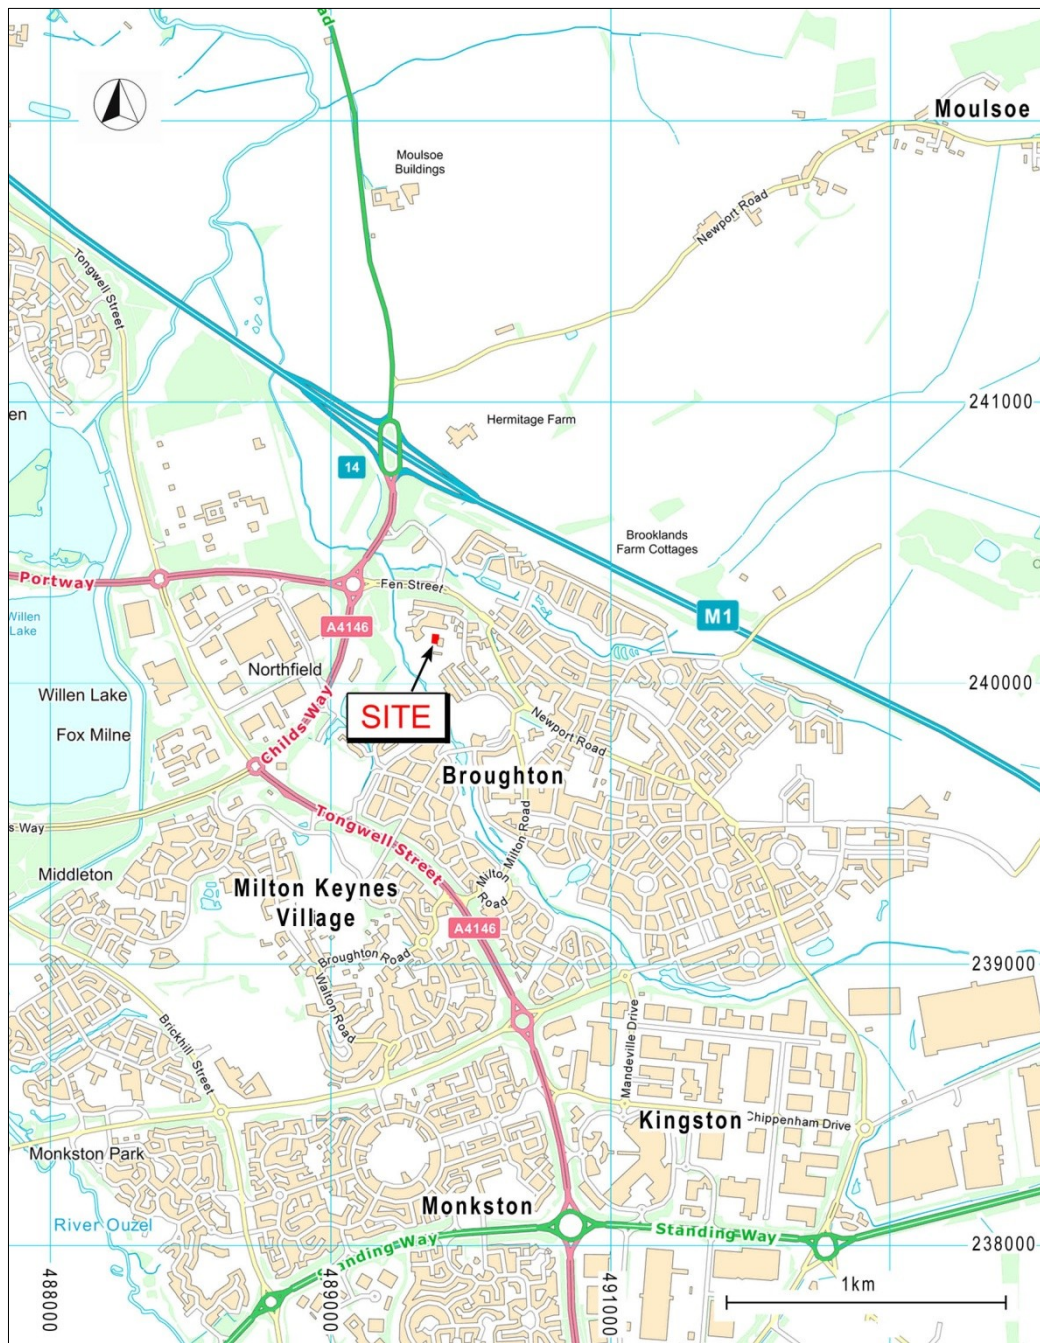 ad
Moulsoe
Moulsoe
Buildings
Newport Road
Tongwell Street
241000
en
Hermitage Farm
14
Brooklands
Farm Cottages
Portway
Fen Street
M1
Willen
Lake
A4146
Northfield
240000
Willen Lake
SITE
Childs Way
Newport Road
Fox Milne
Broughton
s Way
Tongwell Street
Milton Road
Middleton
Milton
Road
Milton Keynes
Village
A4146
Broughton Road
239000
Walton Road
Mandeville Drive
Brickhill Street
Kingston
Chippenham Drive
Monkston Park
Monkston
River Ouzel
Standing Way
Standing Way
238000
488000
489000
491000
1km